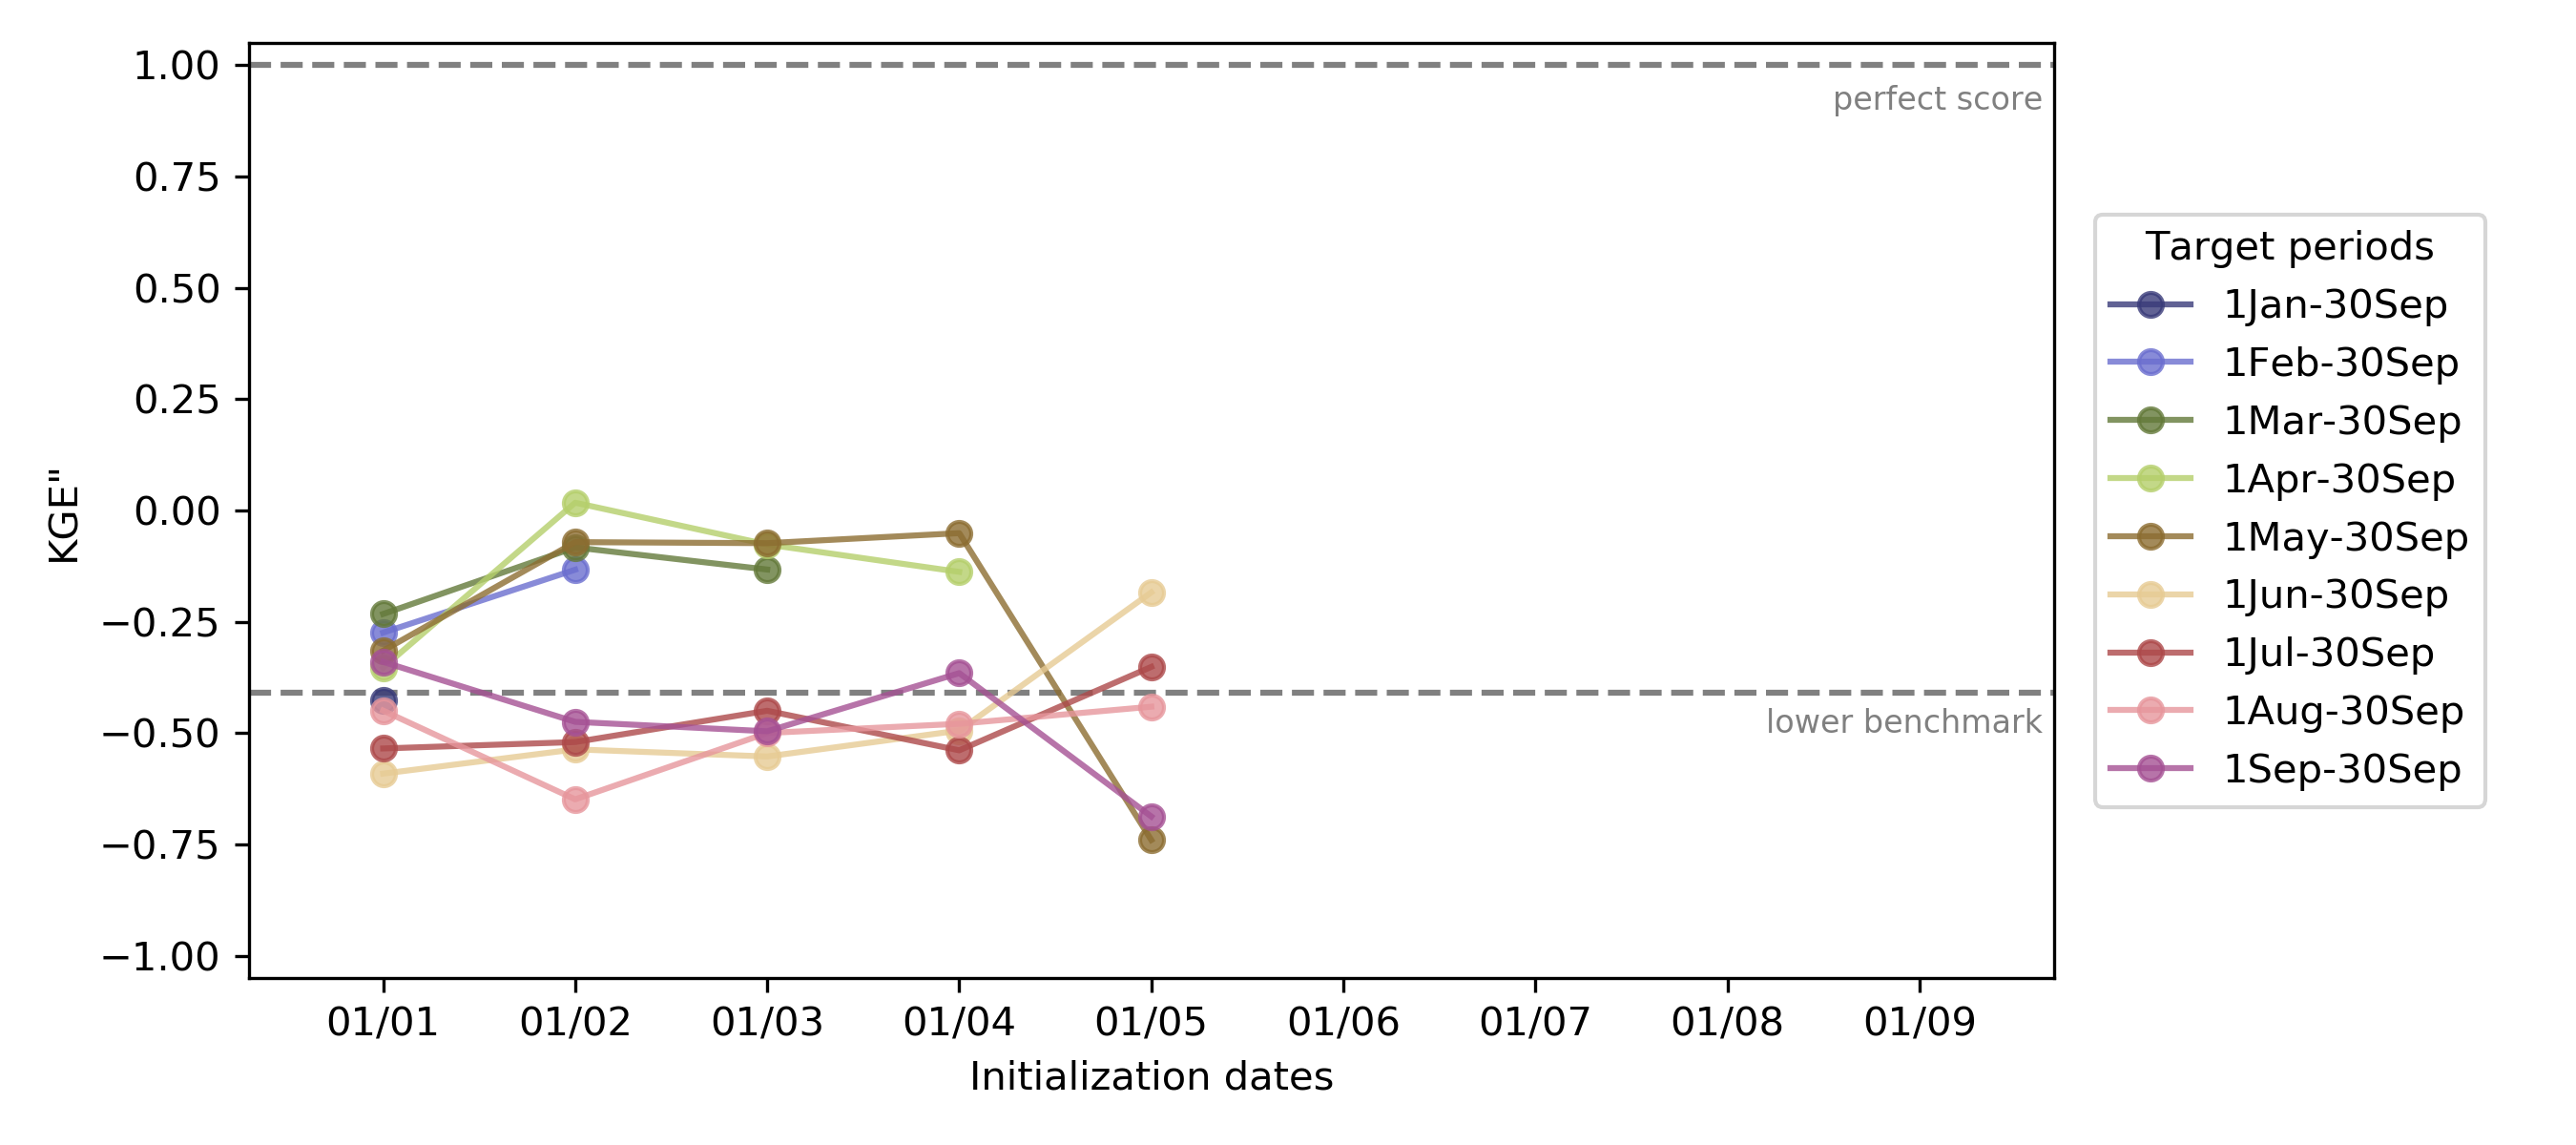 1.00
0.75
0.50
0.25
0.00
−0.25
−0.50
−0.75
−1.00
KGE"
perfect score
lower benchmark
01/01 01/02 01/03 01/04 01/05 01/06 01/07 01/08 01/09
Initialization dates
Target periods
1Jan-30Sep
1Feb-30Sep
1Mar-30Sep
1Apr-30Sep
1May-30Sep
1Jun-30Sep
1Jul-30Sep
1Aug-30Sep
1Sep-30Sep